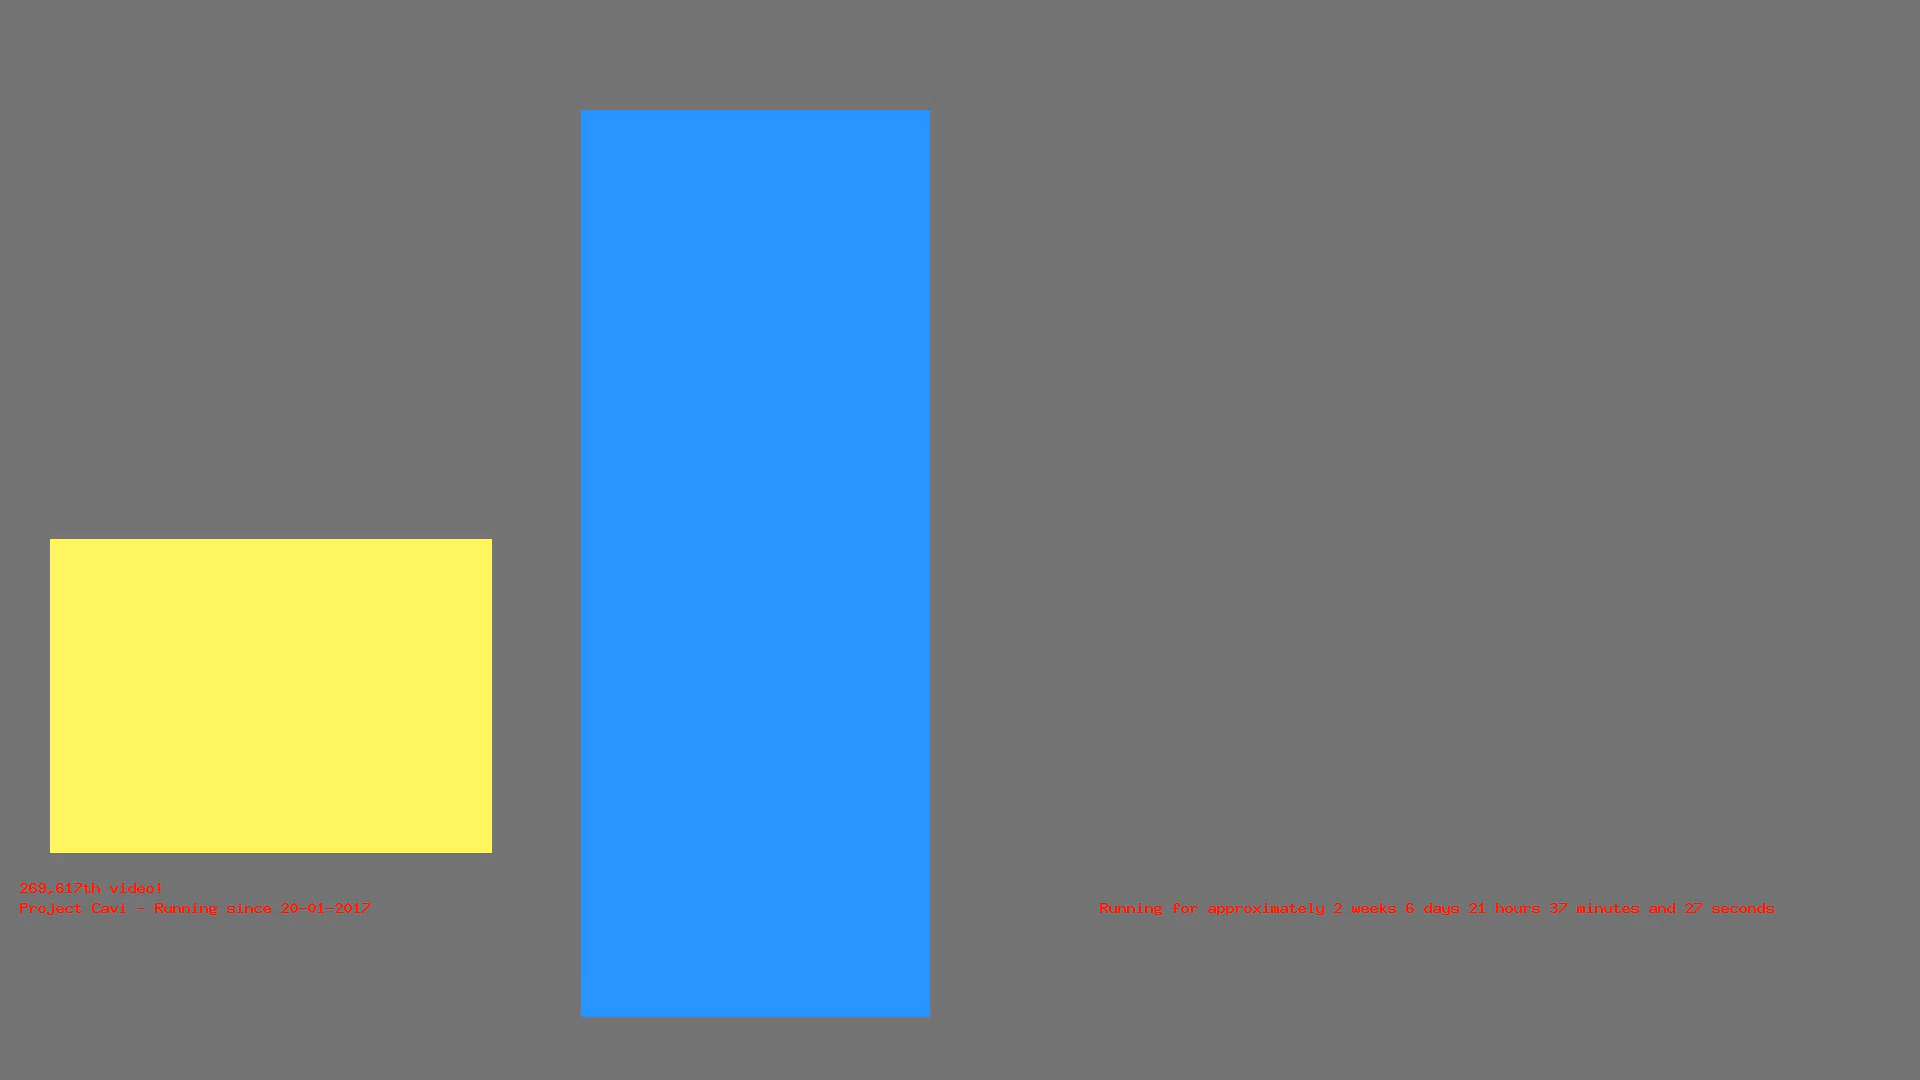 269,617th video!
Project Cavi - Running since 20-01-2017
Running for approximately 2 weeks 6 days 21 hours 37 minutes and 27 seconds